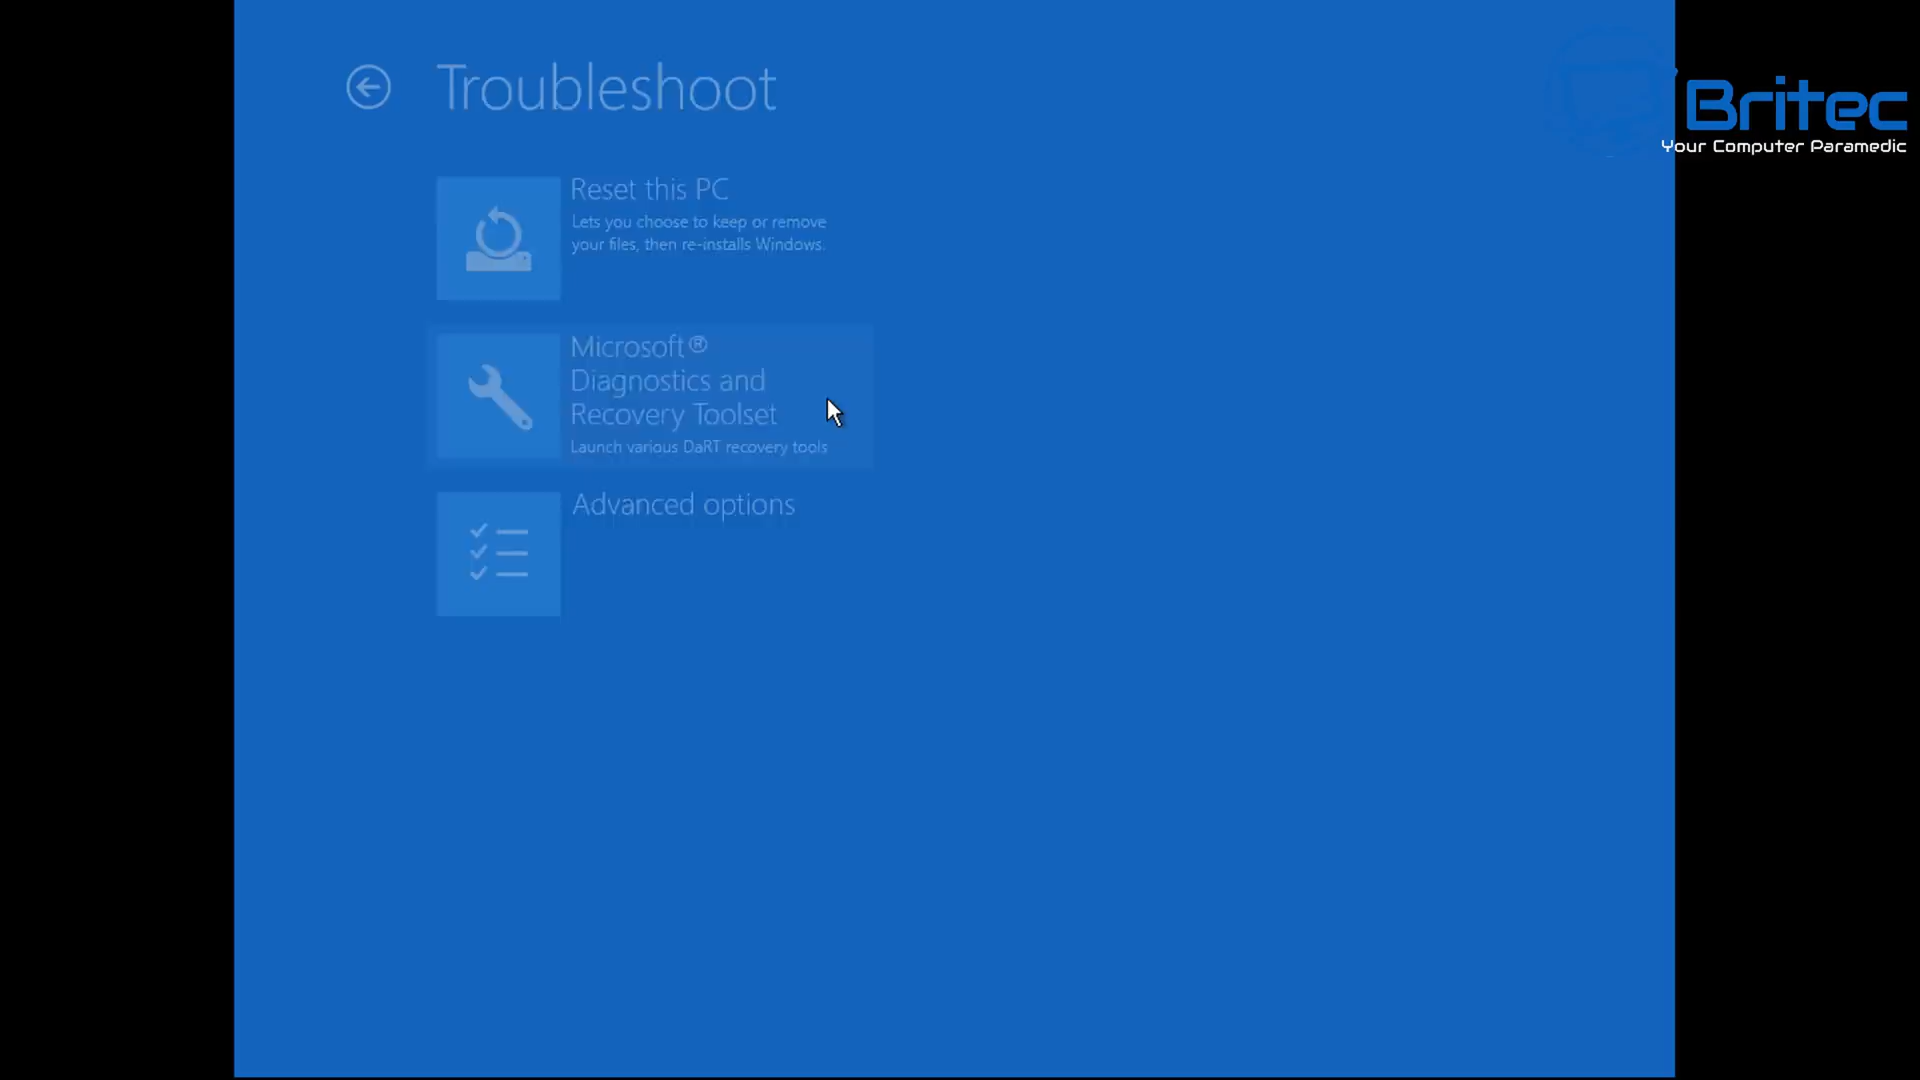 Troubleshoot
Britec
Your Computer Paramedic
Reset this PC
Lets you choose to keep or remove
your files, then re-installs Windows.
Microsoft®
Diagnostics and
Recovery Toolset
Launch various DaRT recovery tools
Advanced options